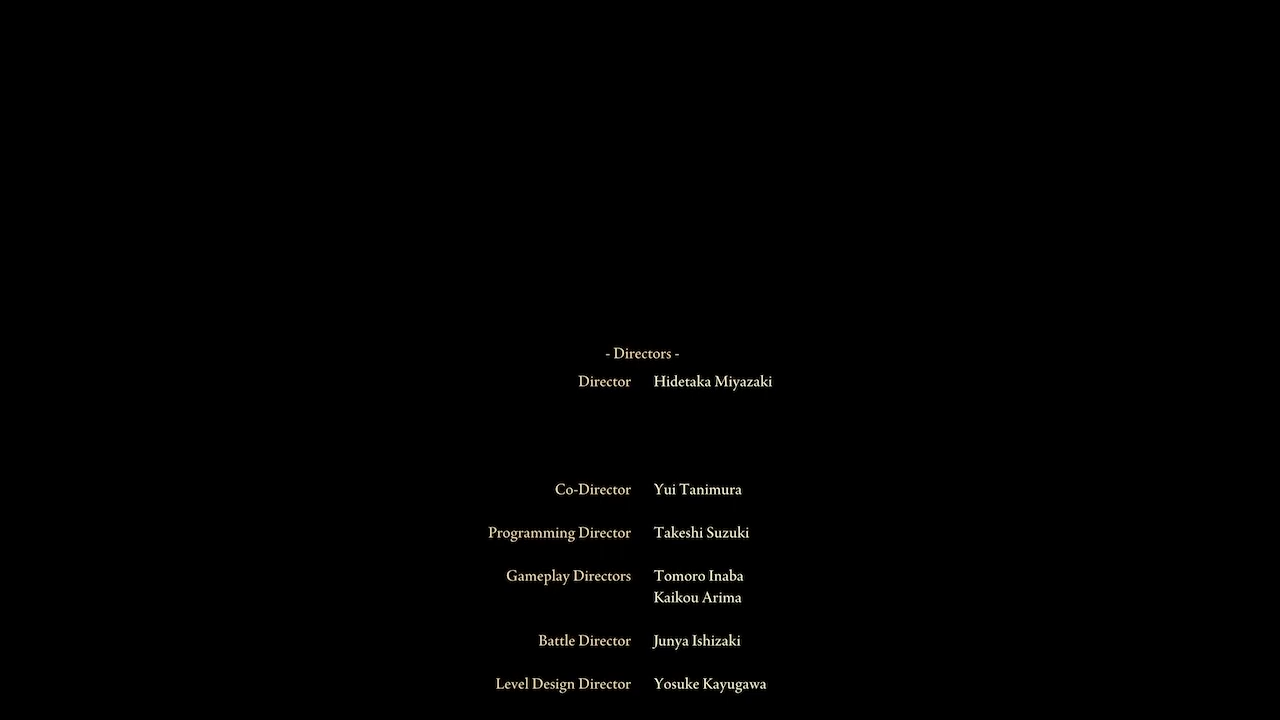 - Directors -
Director Hidetaka Miyazaki
Co-Director Yui Tanimura
Programming Director Takeshi Suzuki
Gameplay Directors Tomoro Inaba
Kaikou Arima
Battle Director Junya Ishizaki
Level Design Director Yosuke Kayugawa